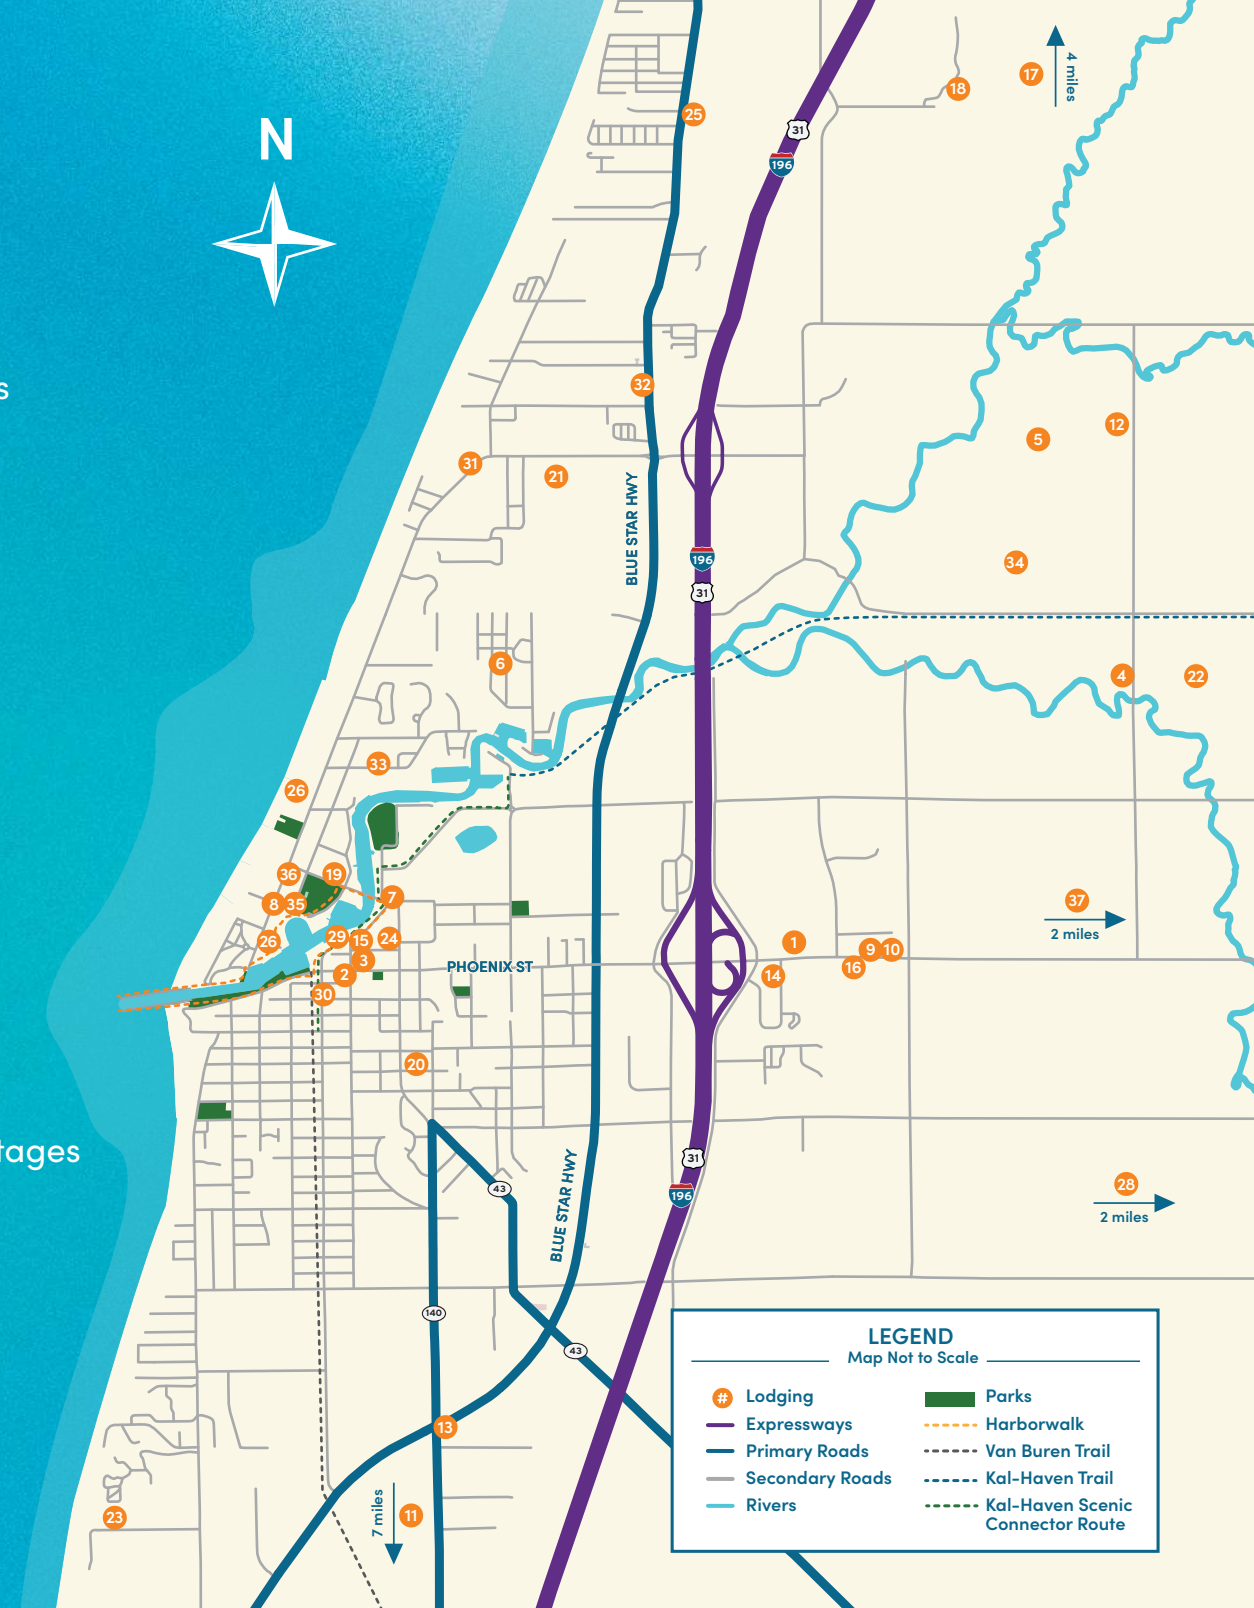 N
4 miles
17
18
25
31
196
s
32
12
5
31
21
BLUE STAR HWY
196
34
31
6
4
22
33
26
36
19
7
8
35
37
2 miles
26
29
15
24
1
9
10
3
PHOENIX ST
16
2
14
30
20
tages
31
43
28
196
2 miles
BLUE STAR HWY
140
43
LEGEND
Map Not to Scale
# Lodging
Expressways
Primary Roads
Secondary Roads
Rivers
Parks
Harborwalk
Van Buren Trail
Kal-Haven Trail
Kal-Haven Scenic
Connector Route
13
7 miles
11
23